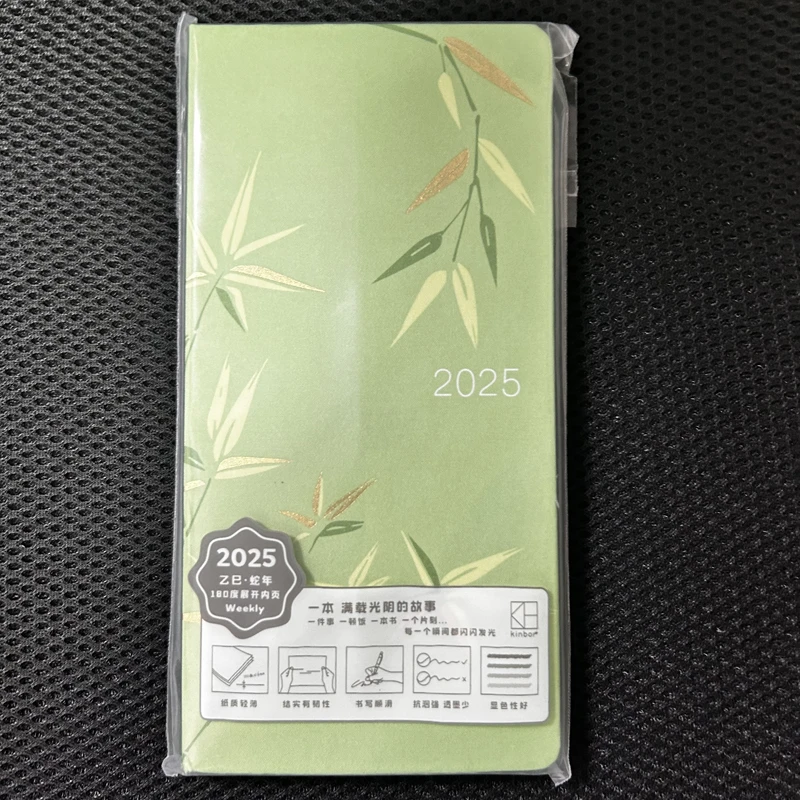 2025
2025
乙巳·蛇年
180度展开内页
Weekly
一本 满载光阴的故事
一件事 一顿饭 一本书 一个片刻...
每一个瞬间都闪闪发光
kinbor
纸质轻薄
结实有韧性
书写顺滑
抗洇强 透墨少
显色性好